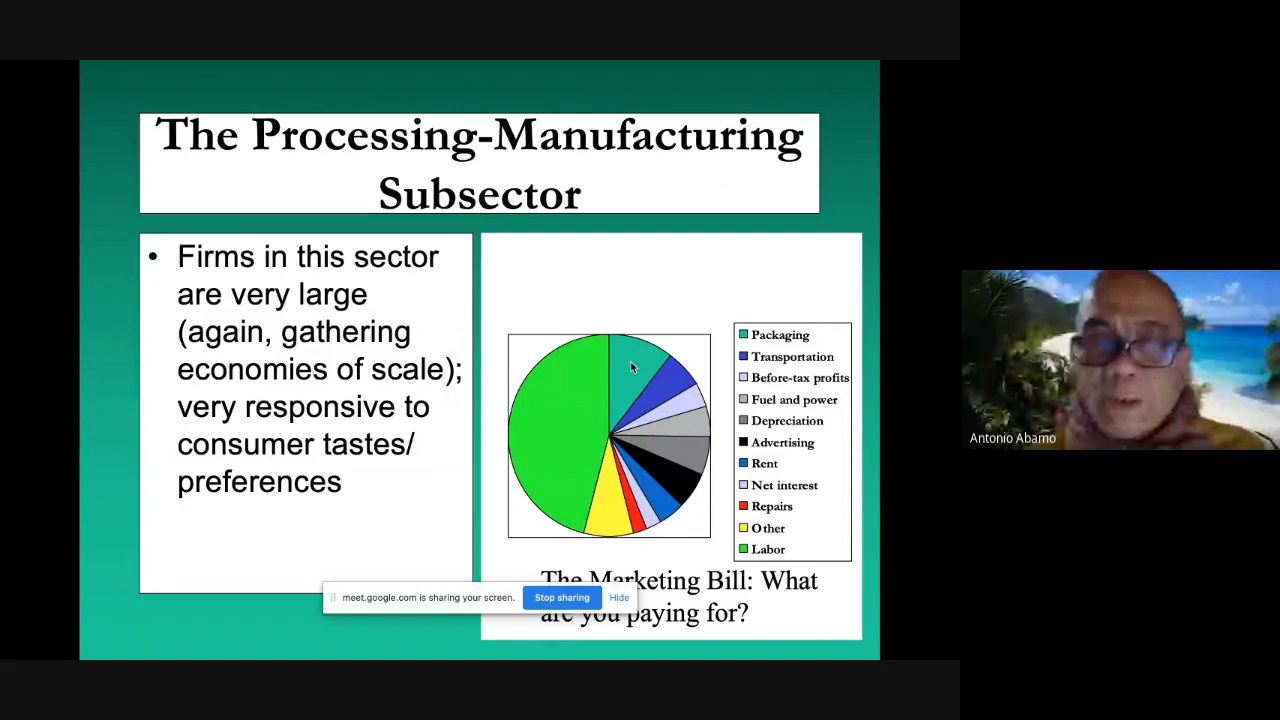 The Processing-Manufacturing
Subsector
• Firms in this sector
are very large
(again, gathering
economies of scale);
very responsive to
consumer tastes/
preferences
Packaging
Transportation
Before-tax profits
Fuel and power
Depreciation
Advertising
Rent
Net interest
Repairs
Other
Labor
The Marketing Bill: What
are you paying for?
meet.google.com is sharing your screen.
Stop sharing
Hide
Antonio Abamo